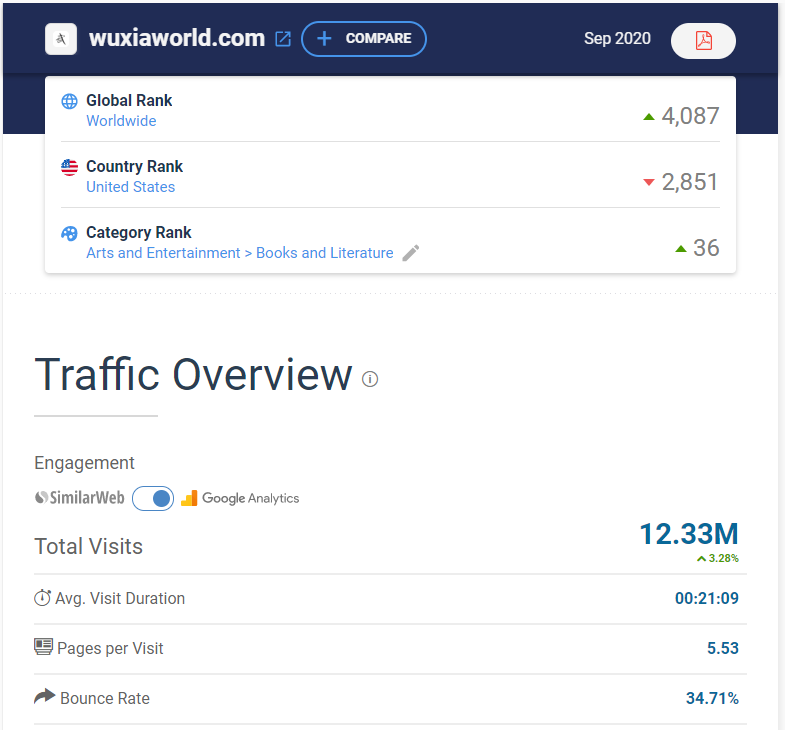 wuxiaworld.com
+ COMPARE
Sep 2020
Global Rank
Worldwide
4,087
Country Rank
United States
2,851
Category Rank
Arts and Entertainment > Books and Literature
36
Traffic Overview
Engagement
SimilarWeb Google Analytics
Total Visits
12.33M
3.28%
Avg. Visit Duration 00:21:09
Pages per Visit 5.53
Bounce Rate 34.71%